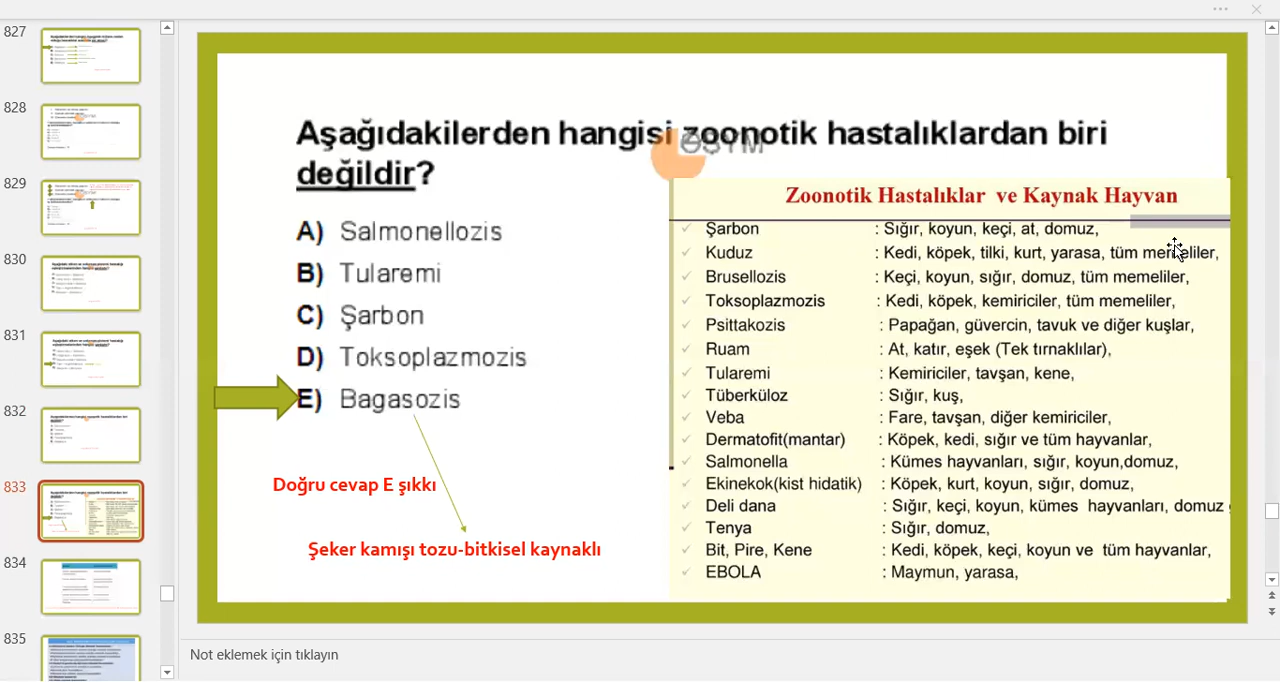 827
828
829
830
831
832
833
834
835
Aşağıdakilerden hangisi zoonotik hastalıklardan biri
değildir?
ÖSYM
A) Salmonellozis
B) Tularemi
C) Şarbon
D) Toksoplazmozis
E) Bagasozis
Doğru cevap E şıkkı
Şeker kamışı tozu-bitkisel kaynaklı
Zoonotik Hastalıklar ve Kaynak Hayvan
Şarbon : Sığır, koyun, keçi, at, domuz,
Kuduz : Kedi, köpek, tilki, kurt, yarasa, tüm memeliler,
Brusellozis : Keçi, koyun, sığır, domuz, tüm memeliler,
Toksoplazmozis : Kedi, köpek, kemiriciler, tüm memeliler,
Psittakozis : Papağan, güvercin, tavuk ve diğer kuşlar,
Ruam : At, katır, eşek (Tek tırnaklılar),
Tularemi : Kemiriciler, tavşan, kene,
Tüberküloz : Sığır, kuş,
Veba : Fare, tavşan, diğer kemiriciler,
Dermatofit(mantar) : Köpek, kedi, sığır ve tüm hayvanlar,
Salmonella : Kümes hayvanları, sığır, koyun,domuz,
Ekinekok(kist hidatik) : Köpek, kurt, koyun, sığır, domuz,
Deli dana : Sığır, keçi, koyun, kümes hayvanları, domuz
Tenya : Sığır, domuz,
Bit, Pire, Kene : Kedi, köpek, keçi, koyun ve tüm hayvanlar,
EBOLA : Maymun, yarasa,
Not eklemek için tıklayın